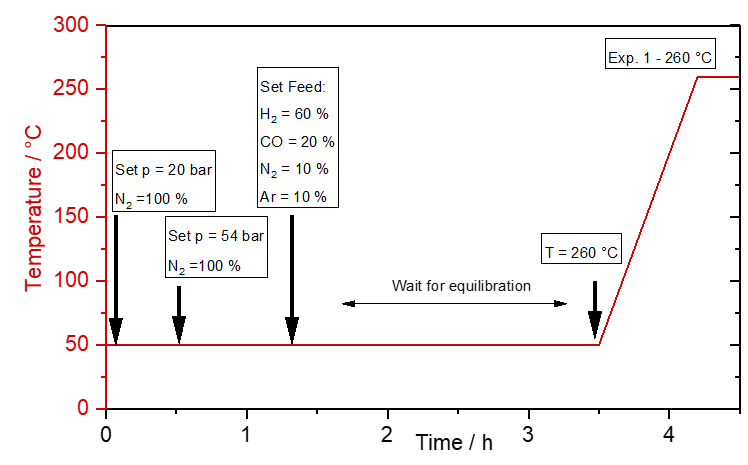 300
250
200
150
100
50
0
Temperature / °C
Set p = 20 bar
N₂ =100 %
Set p = 54 bar
N₂ =100 %
Set Feed:
H₂ = 60 %
CO = 20 %
N₂ = 10 %
Ar = 10 %
Wait for equilibration
T = 260 °C
Exp. 1 - 260 °C
0
1
2
3
4
Time / h